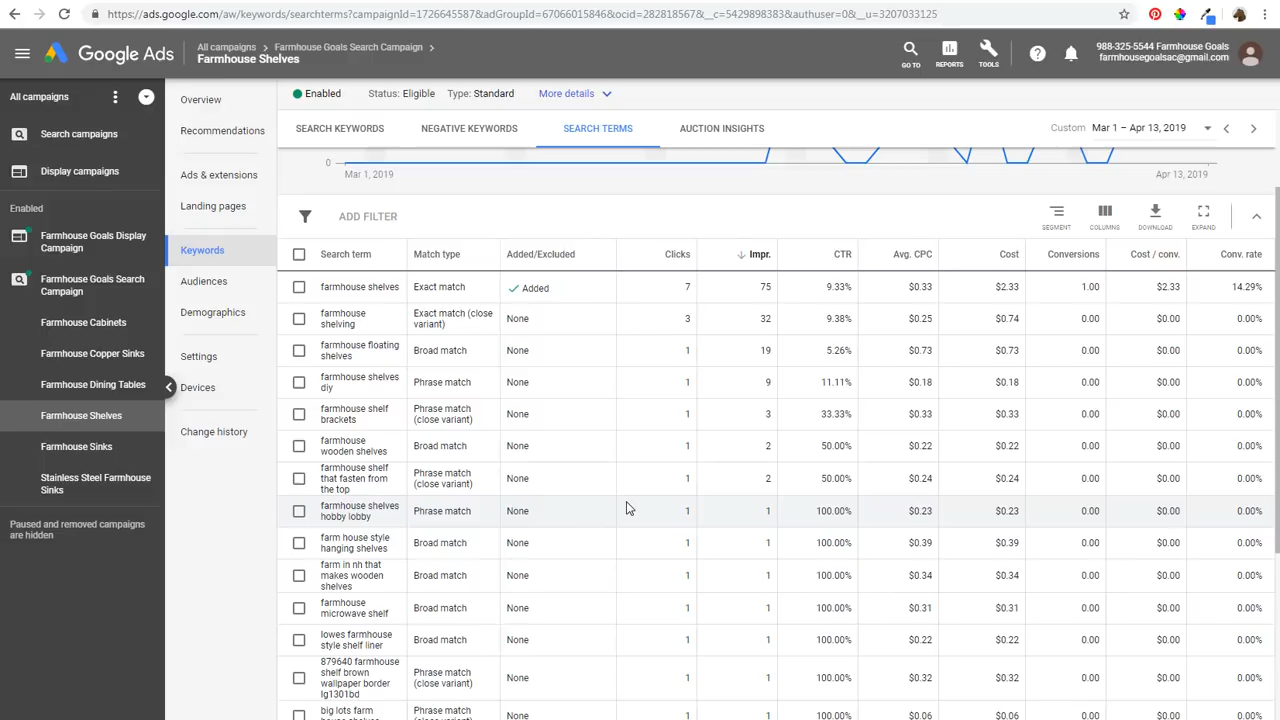 https://ads.google.com/aw/keywords/searchterms?campaignId=1726645587&adGroupId=67066015846&ocid=282818567&__c=5429898383&authuser=0&__u=3207033125
Google Ads
All campaigns > Farmhouse Goals Search Campaign >
Farmhouse Shelves
GO TO
REPORTS
TOOLS
988-325-5544 Farmhouse Goals
farmhousegoalsac@gmail.com
All campaigns
Search campaigns
Display campaigns
Enabled
Farmhouse Goals Display
Campaign
Farmhouse Goals Search
Campaign
Farmhouse Cabinets
Farmhouse Copper Sinks
Farmhouse Dining Tables
Farmhouse Shelves
Farmhouse Sinks
Stainless Steel Farmhouse
Sinks
Paused and removed campaigns
are hidden
Overview
Recommendations
Ads & extensions
Landing pages
Keywords
Audiences
Demographics
Settings
Devices
Change history
Enabled Status: Eligible Type: Standard More details
SEARCH KEYWORDS NEGATIVE KEYWORDS SEARCH TERMS AUCTION INSIGHTS Custom Mar 1 – Apr 13, 2019
0
Mar 1, 2019 Apr 13, 2019
ADD FILTER
SEGMENT COLUMNS DOWNLOAD EXPAND
Search term Match type Added/Excluded Clicks Impr. CTR Avg. CPC Cost Conversions Cost / conv. Conv. rate
farmhouse shelves Exact match Added 7 75 9.33% $0.33 $2.33 1.00 $2.33 14.29%
farmhouse
shelving Exact match (close
variant) None 3 32 9.38% $0.25 $0.74 0.00 $0.00 0.00%
farmhouse floating
shelves Broad match None 1 19 5.26% $0.73 $0.73 0.00 $0.00 0.00%
farmhouse shelves
diy Phrase match None 1 9 11.11% $0.18 $0.18 0.00 $0.00 0.00%
farmhouse shelf
brackets Phrase match
(close variant) None 1 3 33.33% $0.33 $0.33 0.00 $0.00 0.00%
farmhouse
wooden shelves Broad match None 1 2 50.00% $0.22 $0.22 0.00 $0.00 0.00%
farmhouse shelf
that fasten from
the top Phrase match
(close variant) None 1 2 50.00% $0.24 $0.24 0.00 $0.00 0.00%
farmhouse shelves
hobby lobby Phrase match None 1 1 100.00% $0.23 $0.23 0.00 $0.00 0.00%
farm house style
hanging shelves Broad match None 1 1 100.00% $0.39 $0.39 0.00 $0.00 0.00%
farm in nh that
makes wooden
shelves Broad match None 1 1 100.00% $0.34 $0.34 0.00 $0.00 0.00%
farmhouse
microwave shelf Broad match None 1 1 100.00% $0.31 $0.31 0.00 $0.00 0.00%
lowes farmhouse
style shelf liner Broad match None 1 1 100.00% $0.22 $0.22 0.00 $0.00 0.00%
879640 farmhouse
shelf brown
wallpaper border
lg1301bd Phrase match
(close variant) None 1 1 100.00% $0.32 $0.32 0.00 $0.00 0.00%
big lots farm
house shelves Phrase match
(close variant) None 1 1 100.00% $0.06 $0.06 0.00 $0.00 0.00%